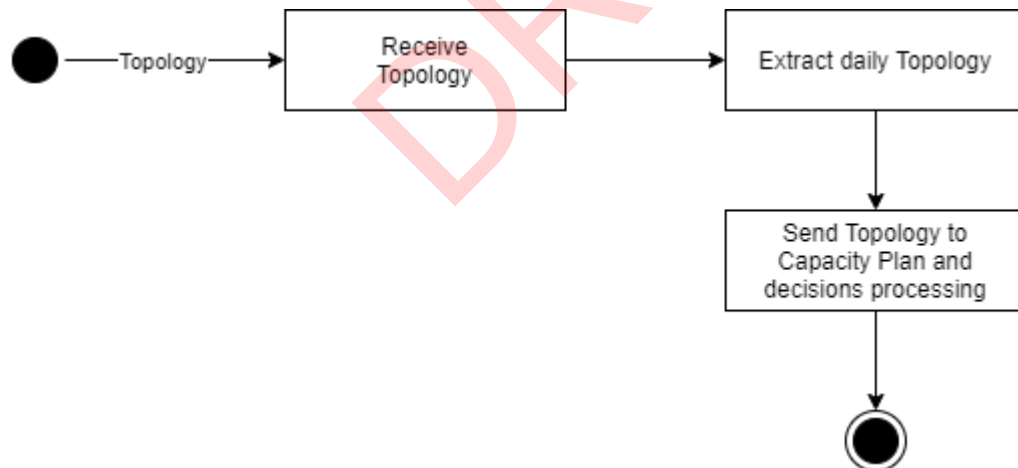 Topology
Receive
Topology
Extract daily Topology
Send Topology to
Capacity Plan and
decisions processing